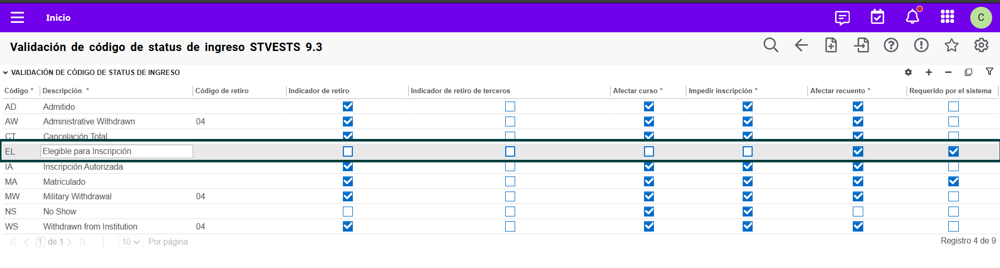 Inicio
C
Validación de código de status de ingreso STVESTS 9.3
VALIDACIÓN DE CÓDIGO DE STATUS DE INGRESO
Código * Descripción * Código de retiro Indicador de retiro Indicador de retiro de terceros Afectar curso * Impedir inscripción * Afectar recuento * Requerido por el sistema
AD Admitido
AW Administrative Withdrawn 04
CT Cancelación Total
EL Elegible para Inscripción
IA Inscripción Autorizada
MA Matriculado
MW Military Withdrawal 04
NS No Show
WS Withdrawn from Institution 04
1 de 1 10 Por página Registro 4 de 9